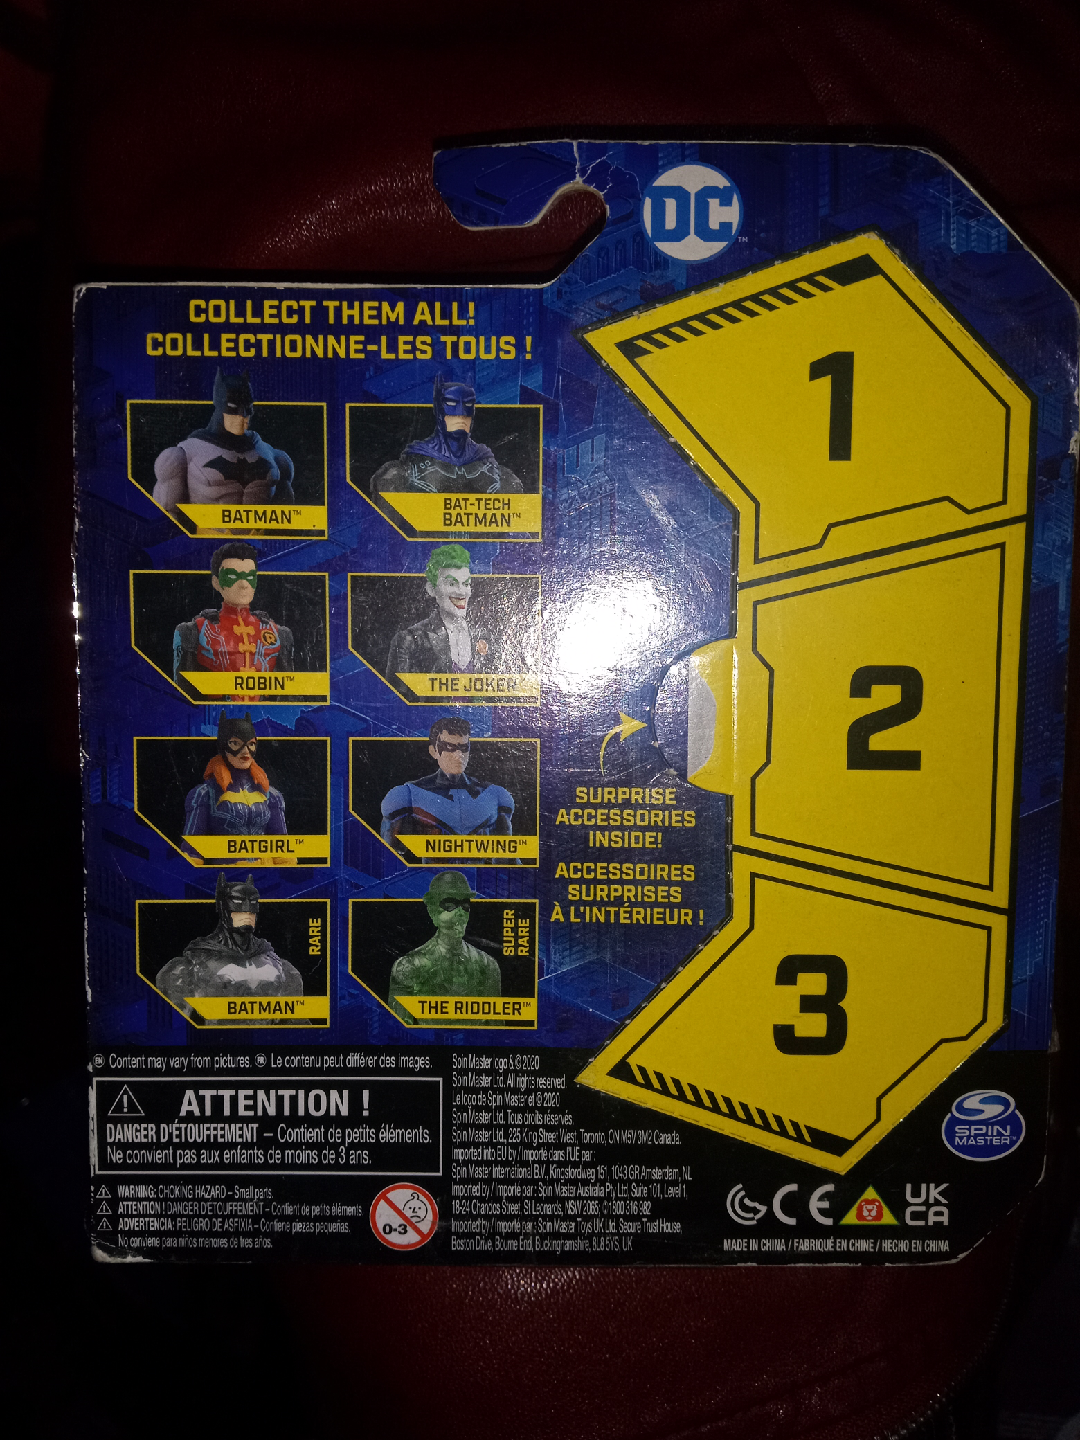 DC™
COLLECT THEM ALL!
COLLECTIONNE-LES TOUS !
BATMAN™
BAT-TECH
BATMAN™
ROBIN™
THE JOKER™
BATGIRL™
NIGHTWING™
RARE
BATMAN™
SUPER
RARE
THE RIDDLER™
1
2
3
SURPRISE
ACCESSORIES
INSIDE!
ACCESSOIRES
SURPRISES
À L'INTÉRIEUR !
EN Content may vary from pictures. FR Le contenu peut différer des images.
ATTENTION !
DANGER D'ÉTOUFFEMENT – Contient de petits éléments.
Ne convient pas aux enfants de moins de 3 ans.
WARNING: CHOKING HAZARD – Small parts.
ATTENTION ! DANGER D'ÉTOUFFEMENT – Contient de petits éléments
ADVERTENCIA: PELIGRO DE ASFIXIA – Contiene piezas pequeñas.
No conviene para niños menores de tres años.
0-3
Spin Master logo & © 2020
Spin Master Ltd. All rights reserved
Le logo de Spin Master et © 2020
Spin Master Ltd. Tous droits réservés.
Spin Master Ltd., 225 King Street West, Toronto, ON M5V 3M2 Canada.
Imported into EU by / Importé dans l'UE par :
Spin Master International B.V., Kingsfordweg 151, 1043 GR Amsterdam, NL
Imported by / Importé par : Spin Master Australia Pty Ltd. Suite 101, Level 1,
18-24 Chandos Street, St Leonards, NSW 2065; ✆1800 316 982
Imported by / Importé par : Spin Master Toys UK Ltd. Secure Trust House,
Boston Drive, Bourne End, Buckinghamshire, SL8 5YS, UK
SPIN
MASTER™
CE
UK
CA
MADE IN CHINA / FABRIQUÉ EN CHINE / HECHO EN CHINA